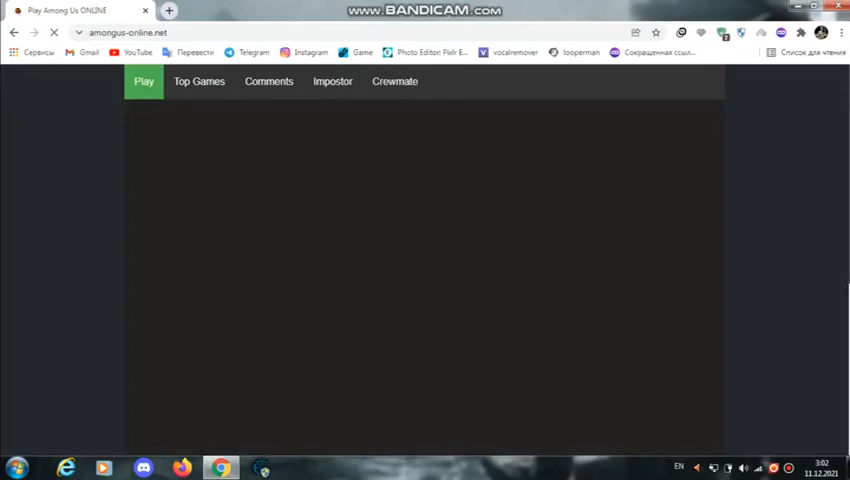 Play Among Us ONLINE
www.BANDICAM.com
amongus-online.net
Сервисы Gmail YouTube Перевести Telegram Instagram Game Photo Editor: Pixlr E... vocalremover looperman Сокращенная ссыл... Список для чтения
Play Top Games Comments Impostor Crewmate
EN 3:02
11.12.2021